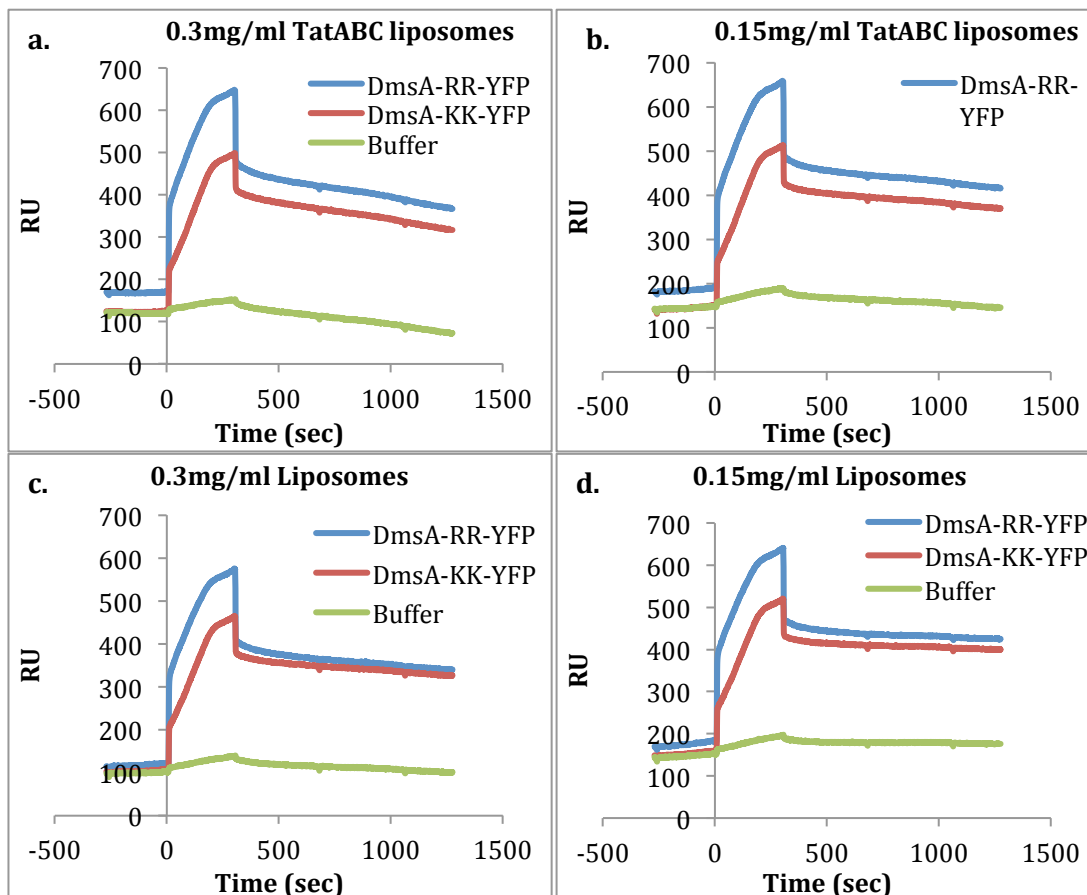 a.
0.3mg/ml TatABC liposomes
700
600
500
400
300
200
100
0
RU
-500
0
500
1000
1500
Time (sec)
DmsA-RR-YFP
DmsA-KK-YFP
Buffer
b.
0.15mg/ml TatABC liposomes
700
600
500
400
300
200
100
0
RU
-500
0
500
1000
1500
Time (sec)
DmsA-RR-
YFP
c.
0.3mg/ml Liposomes
700
600
500
400
300
200
100
0
RU
-500
0
500
1000
1500
Time (sec)
DmsA-RR-YFP
DmsA-KK-YFP
Buffer
d.
0.15mg/ml Liposomes
700
600
500
400
300
200
100
0
RU
-500
0
500
1000
1500
Time (sec)
DmsA-RR-YFP
DmsA-KK-YFP
Buffer